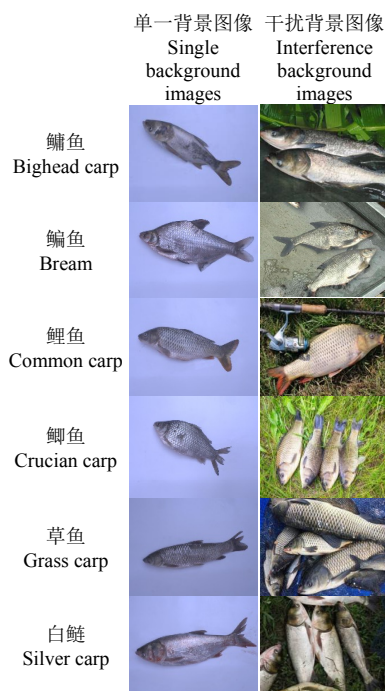 单一背景图像
Single
background
images
干扰背景图像
Interference
background
images
鳙鱼
Bighead carp
鳊鱼
Bream
鲤鱼
Common carp
鲫鱼
Crucian carp
草鱼
Grass carp
白鲢
Silver carp